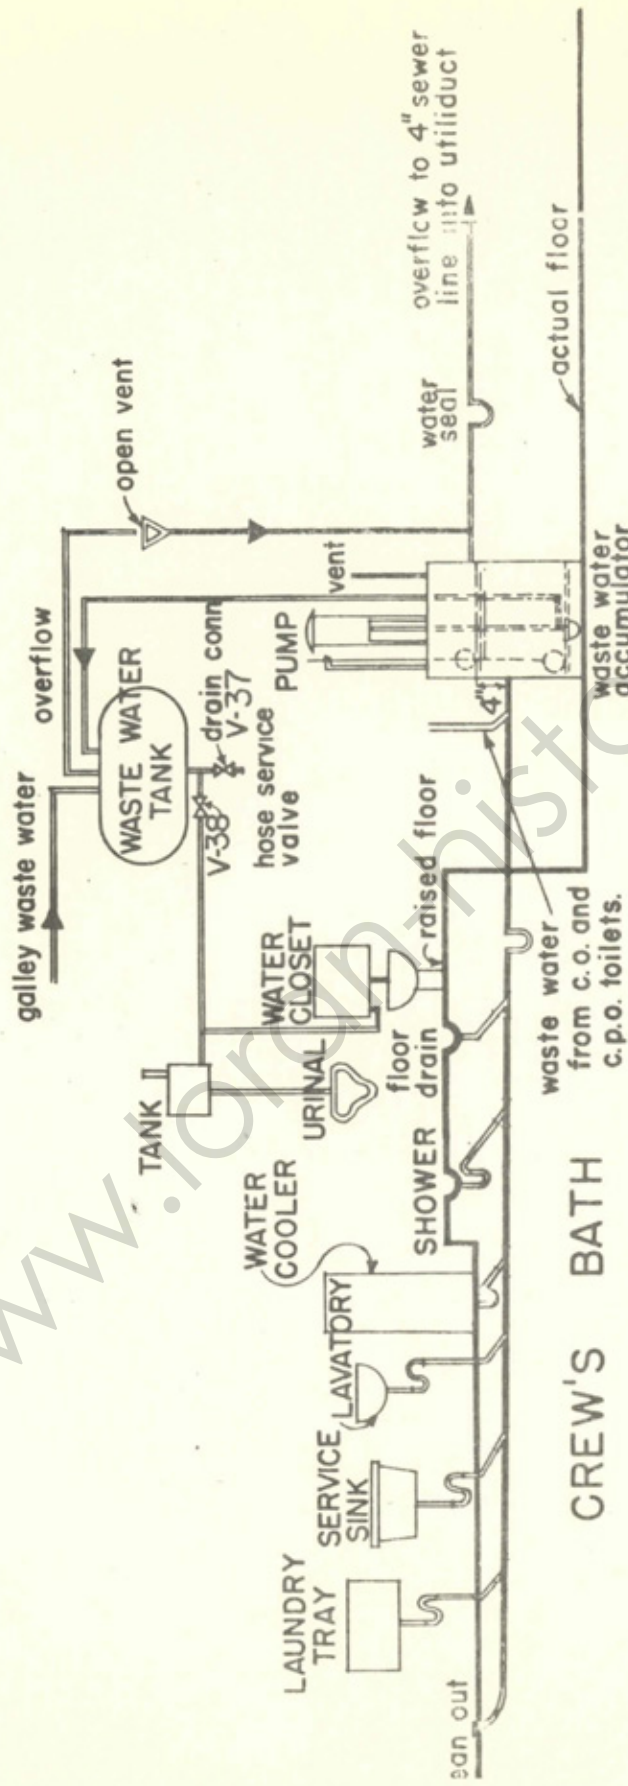 galley waste water
overflow
open vent
WASTE WATER
TANK
drain conn
V-37
V-38
hose service
valve
TANK
URINAL
WATER
CLOSET
PUMP
vent
water
seal
overflow to 4" sewer
line into utiliduct
WATER
COOLER
floor
drain
raised floor
4"
actual floor
LAUNDRY
TRAY
SERVICE
SINK
LAVATORY
SHOWER
waste water
accumulator
waste water
from c.o. and
c.p.o. toilets.
out
CREW'S BATH